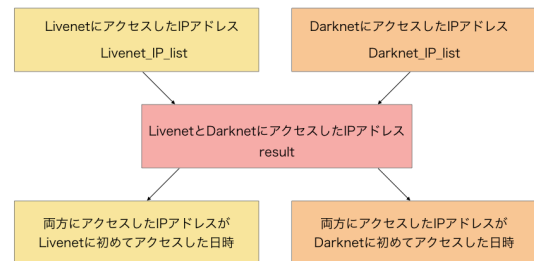 LivenetにアクセスしたIPアドレス
Livenet_IP_list
DarknetにアクセスしたIPアドレス
Darknet_IP_list
LivenetとDarknetにアクセスしたIPアドレス
result
両方にアクセスしたIPアドレスが
Livenetに初めてアクセスした日時
両方にアクセスしたIPアドレスが
Darknetに初めてアクセスした日時